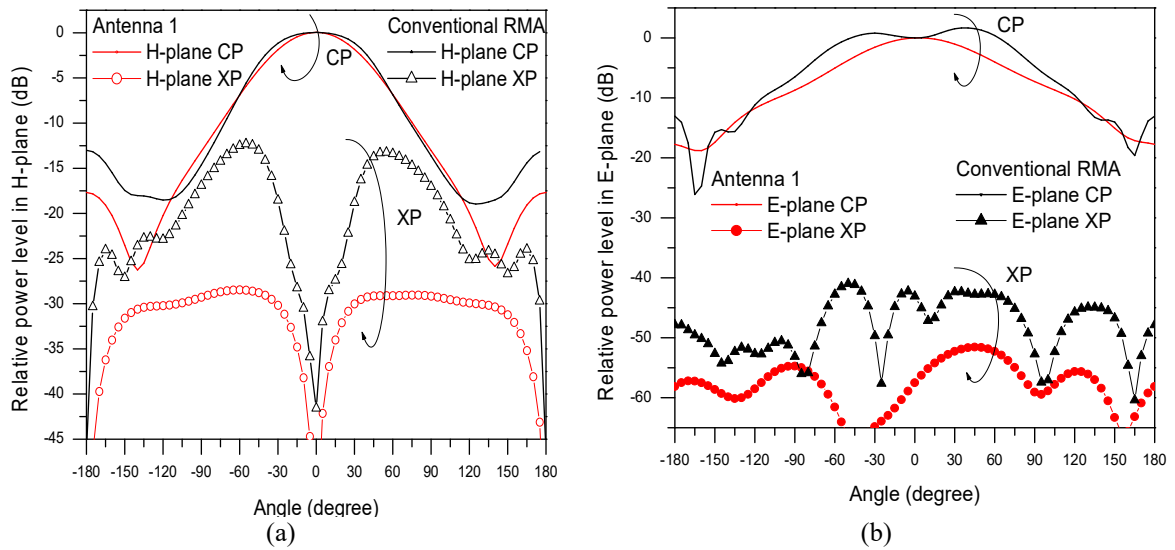 Antenna 1
H-plane CP
H-plane XP
Conventional RMA
H-plane CP
H-plane XP
CP
XP
Relative power level in H-plane (dB)
0
-5
-10
-15
-20
-25
-30
-35
-40
45
-180 -150 -120 -90 -60 -30 0 30 60 90 120 150 180
Angle (degree)
(a)
CP
Antenna 1
E-plane CP
E-plane XP
Conventional RMA
E-plane CP
E-plane XP
XP
Relative power level in E-plane (dB)
0
-10
-20
-30
-40
-50
-60
-180 -150 -120 -90 -60 -30 0 30 60 90 120 150 180
Angle (degree)
(b)